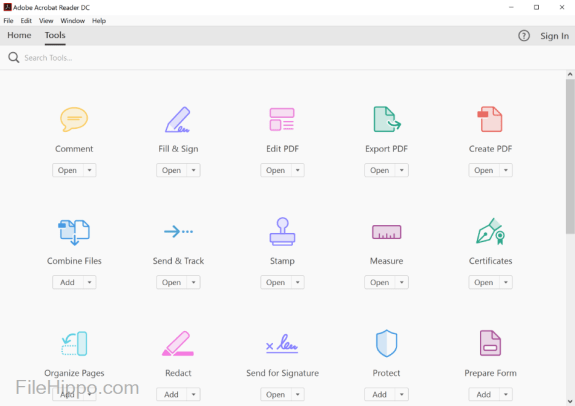 Adobe Acrobat Reader DC
File Edit View Window Help
Home Tools ? Sign In
Search Tools...
Comment Fill & Sign Edit PDF Export PDF Create PDF
Open Open Open Open Open
Combine Files Send & Track Stamp Measure Certificates
Add Open Open Open Open
Organize Pages Redact Send for Signature Protect Prepare Form
Add Add Open Add Add
FileHippo.com